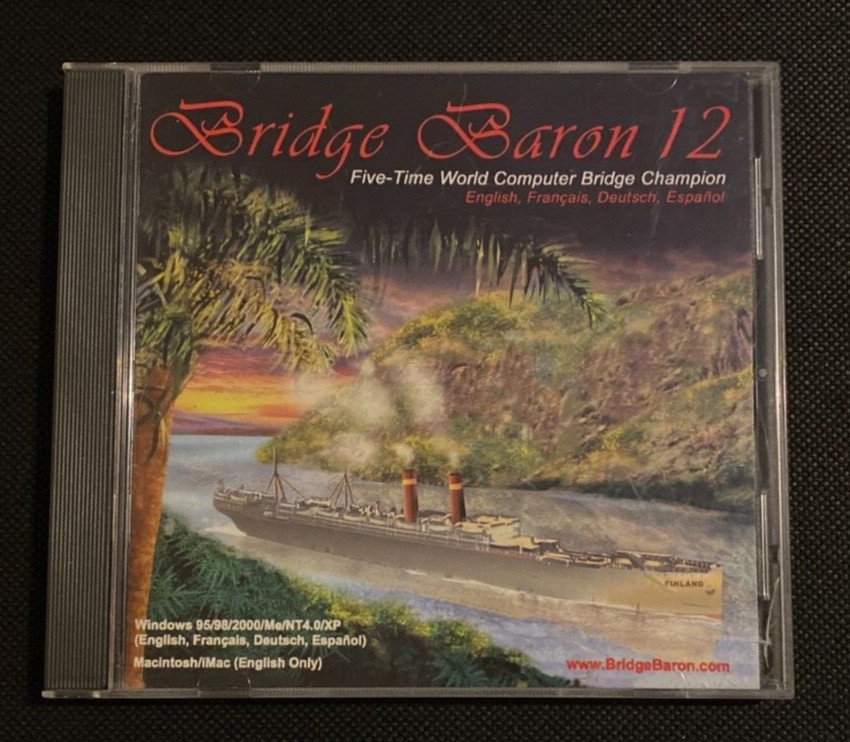 Bridge Baron 12
Five-Time World Computer Bridge Champion
English, Français, Deutsch, Español
FINLAND
Windows 95/98/2000/Me/NT4.0/XP
(English, Français, Deutsch, Español)
Macintosh/iMac (English Only)
www.BridgeBaron.com